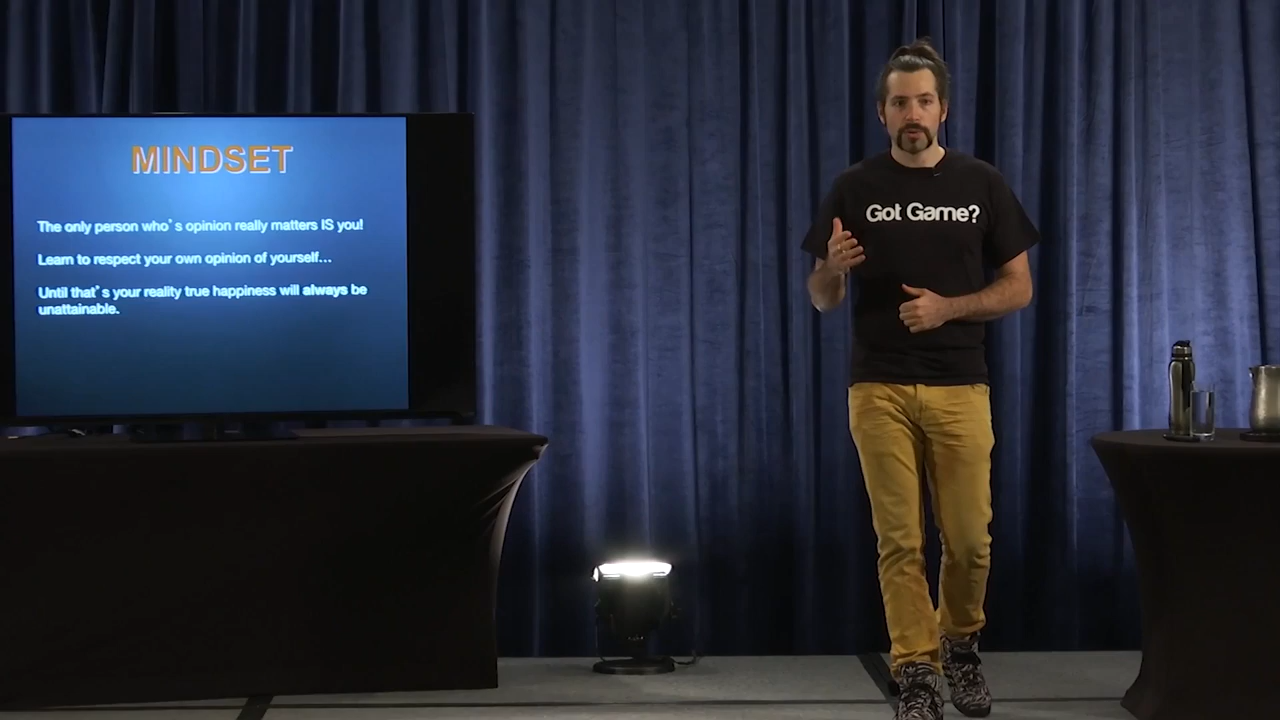 MINDSET
The only person who's opinion really matters IS you!
Learn to respect your own opinion of yourself...
Until that's your reality true happiness will always be
unattainable.
Got Game?